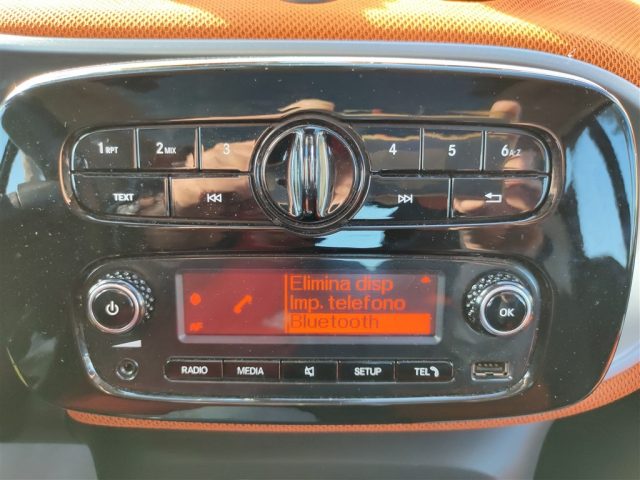 1 RPT 2 MIX 3 4 5 6 A-Z
TEXT
Elimina disp
Imp. telefono
Bluetooth
OK
RADIO MEDIA SETUP TEL